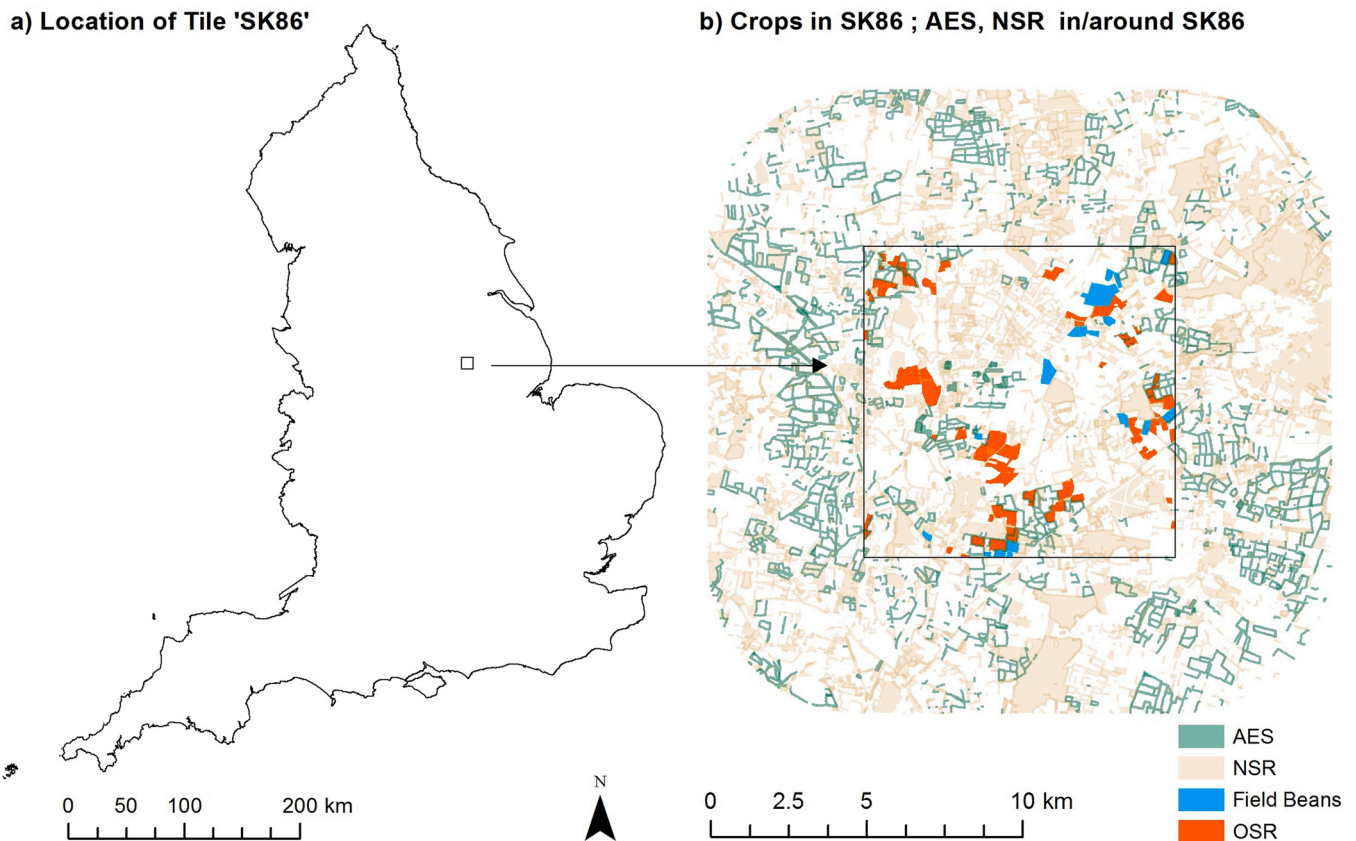 a) Location of Tile 'SK86'
b) Crops in SK86 ; AES, NSR in/around SK86
AES
NSR
Field Beans
OSR
N
0 50 100 200 km
0 2.5 5 10 km